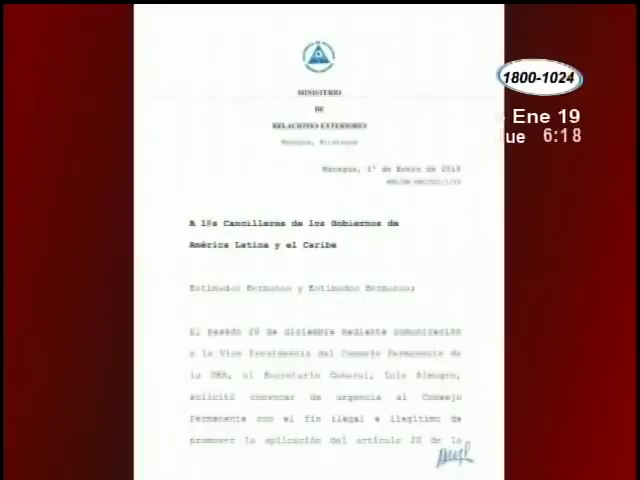 MINISTERIO
DE
RELACIONES EXTERIORES
Managua, Nicaragua
Managua, 1° de Enero de 2019
A l@s Cancilleres de los Gobiernos de
América Latina y el Caribe
Estimados Hermanos y Estimadas Hermanas:
El pasado 20 de diciembre mediante comunicación
a la Vice Presidencia del Consejo Permanente de
la OEA, el Secretario General, Luis Almagro,
solicitó convocar de urgencia al Consejo
Permanente con el fin ilegal e ilegítimo de
promover la aplicación del artículo 20 de la
1800-1024
Ene 19
ue 6:18